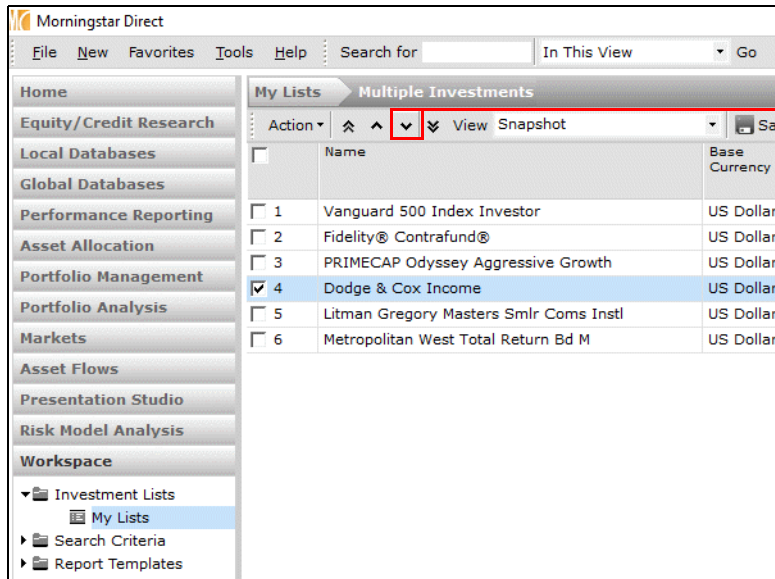 Morningstar Direct
File New Favorites Tools Help Search for In This View Go
Home
Equity/Credit Research
Local Databases
Global Databases
Performance Reporting
Asset Allocation
Portfolio Management
Portfolio Analysis
Markets
Asset Flows
Presentation Studio
Risk Model Analysis
Workspace
Investment Lists
My Lists
Search Criteria
Report Templates
My Lists Multiple Investments
Action View Snapshot Sa
Name Base
Currency
1 Vanguard 500 Index Investor US Dollar
2 Fidelity® Contrafund® US Dollar
3 PRIMECAP Odyssey Aggressive Growth US Dollar
4 Dodge & Cox Income US Dollar
5 Litman Gregory Masters Smlr Coms Instl US Dollar
6 Metropolitan West Total Return Bd M US Dollar